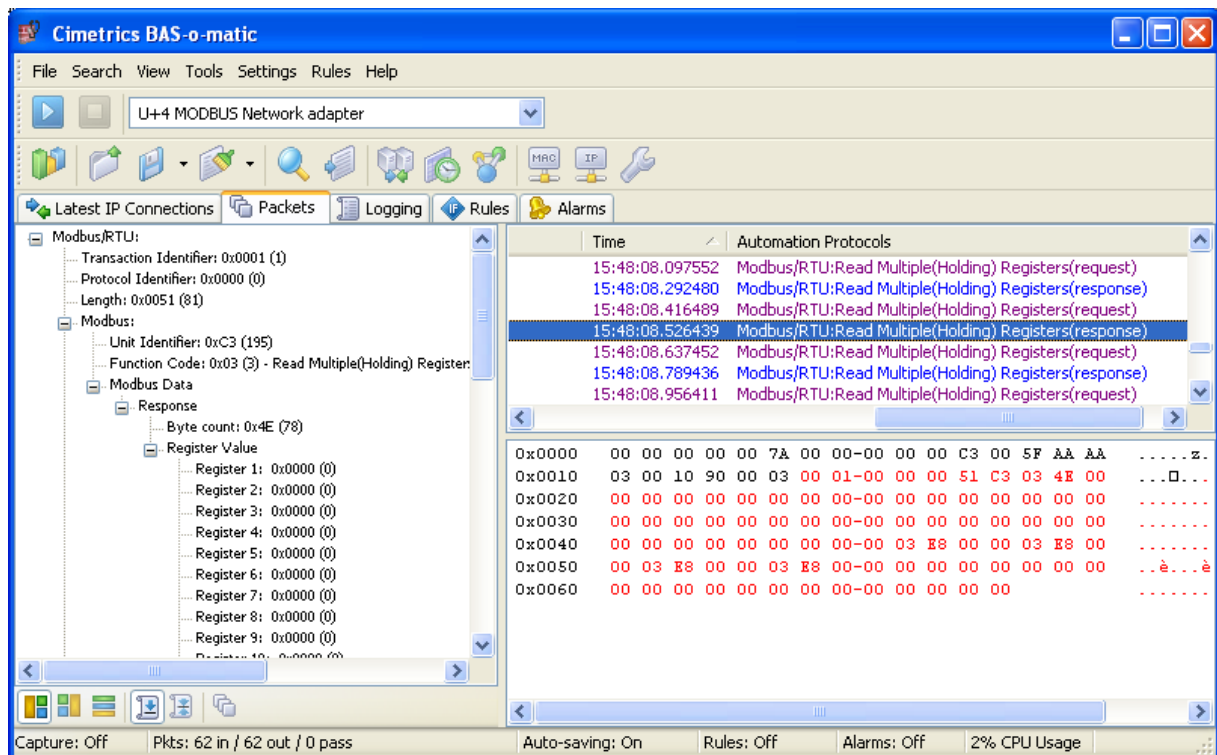 Cimetrics BAS-o-matic
File Search View Tools Settings Rules Help
U+4 MODBUS Network adapter
MAC IP
Latest IP Connections Packets Logging IF Rules Alarms
Modbus/RTU:
Transaction Identifier: 0x0001 (1)
Protocol Identifier: 0x0000 (0)
Length: 0x0051 (81)
Modbus:
Unit Identifier: 0xC3 (195)
Function Code: 0x03 (3) - Read Multiple(Holding) Register
Modbus Data
Response
Byte count: 0x4E (78)
Register Value
Register 1: 0x0000 (0)
Register 2: 0x0000 (0)
Register 3: 0x0000 (0)
Register 4: 0x0000 (0)
Register 5: 0x0000 (0)
Register 6: 0x0000 (0)
Register 7: 0x0000 (0)
Register 8: 0x0000 (0)
Register 9: 0x0000 (0)
Register 10: 0x0000 (0)
Time Automation Protocols
15:48:08.097552 Modbus/RTU:Read Multiple(Holding) Registers(request)
15:48:08.292480 Modbus/RTU:Read Multiple(Holding) Registers(response)
15:48:08.416489 Modbus/RTU:Read Multiple(Holding) Registers(request)
15:48:08.526439 Modbus/RTU:Read Multiple(Holding) Registers(response)
15:48:08.637452 Modbus/RTU:Read Multiple(Holding) Registers(request)
15:48:08.789436 Modbus/RTU:Read Multiple(Holding) Registers(response)
15:48:08.956411 Modbus/RTU:Read Multiple(Holding) Registers(request)
0x0000 00 00 00 00 00 7A 00 00-00 00 00 C3 00 5F AA AA .....z.
0x0010 03 00 10 90 00 03 00 01-00 00 00 51 C3 03 4E 00 ...□...
0x0020 00 00 00 00 00 00 00 00-00 00 00 00 00 00 00 00 .......
0x0030 00 00 00 00 00 00 00 00-00 00 00 00 00 00 00 00 .......
0x0040 00 00 00 00 00 00 00 00-00 03 E8 00 00 03 E8 00 .......
0x0050 00 03 E8 00 00 03 E8 00-00 00 00 00 00 00 00 00 ..è...è
0x0060 00 00 00 00 00 00 00 00-00 00 00 00 00 .......
Capture: Off Pkts: 62 in / 62 out / 0 pass Auto-saving: On Rules: Off Alarms: Off 2% CPU Usage